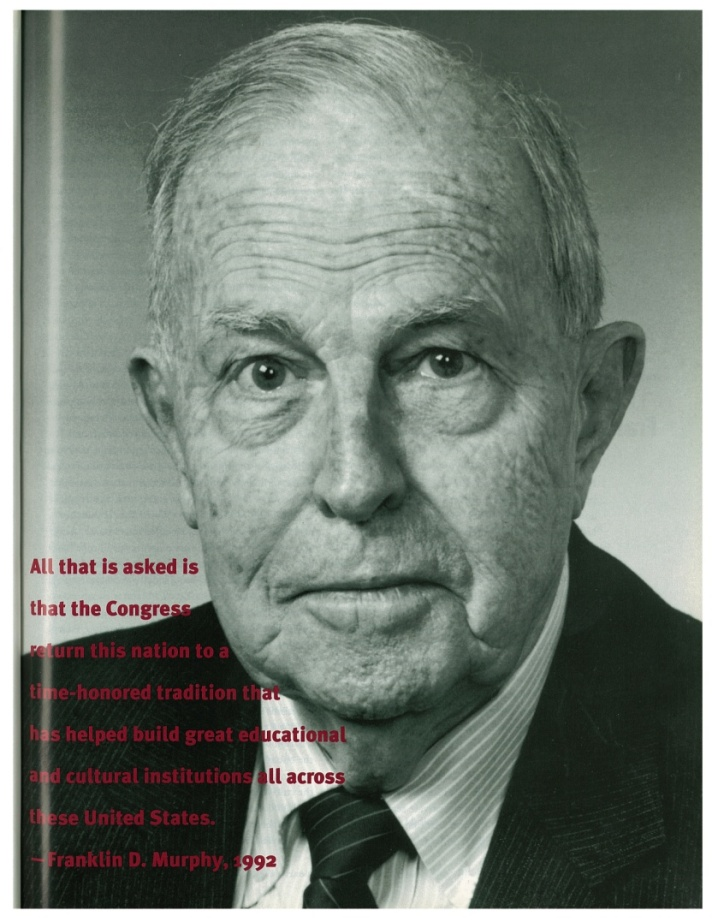 All that is asked is
that the Congress
return this nation to a
time-honored tradition that
has helped build great educational
and cultural institutions all across
these United States.
—Franklin D. Murphy, 1992